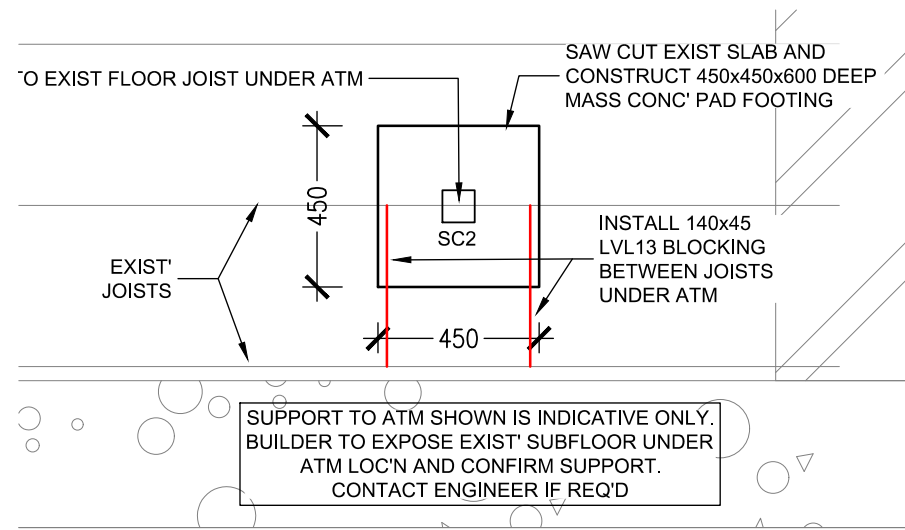 TO EXIST FLOOR JOIST UNDER ATM
SAW CUT EXIST SLAB AND
CONSTRUCT 450x450x600 DEEP
MASS CONC' PAD FOOTING
450
SC2
EXIST'
JOISTS
INSTALL 140x45
LVL13 BLOCKING
BETWEEN JOISTS
UNDER ATM
450
SUPPORT TO ATM SHOWN IS INDICATIVE ONLY.
BUILDER TO EXPOSE EXIST' SUBFLOOR UNDER
ATM LOC'N AND CONFIRM SUPPORT.
CONTACT ENGINEER IF REQ'D